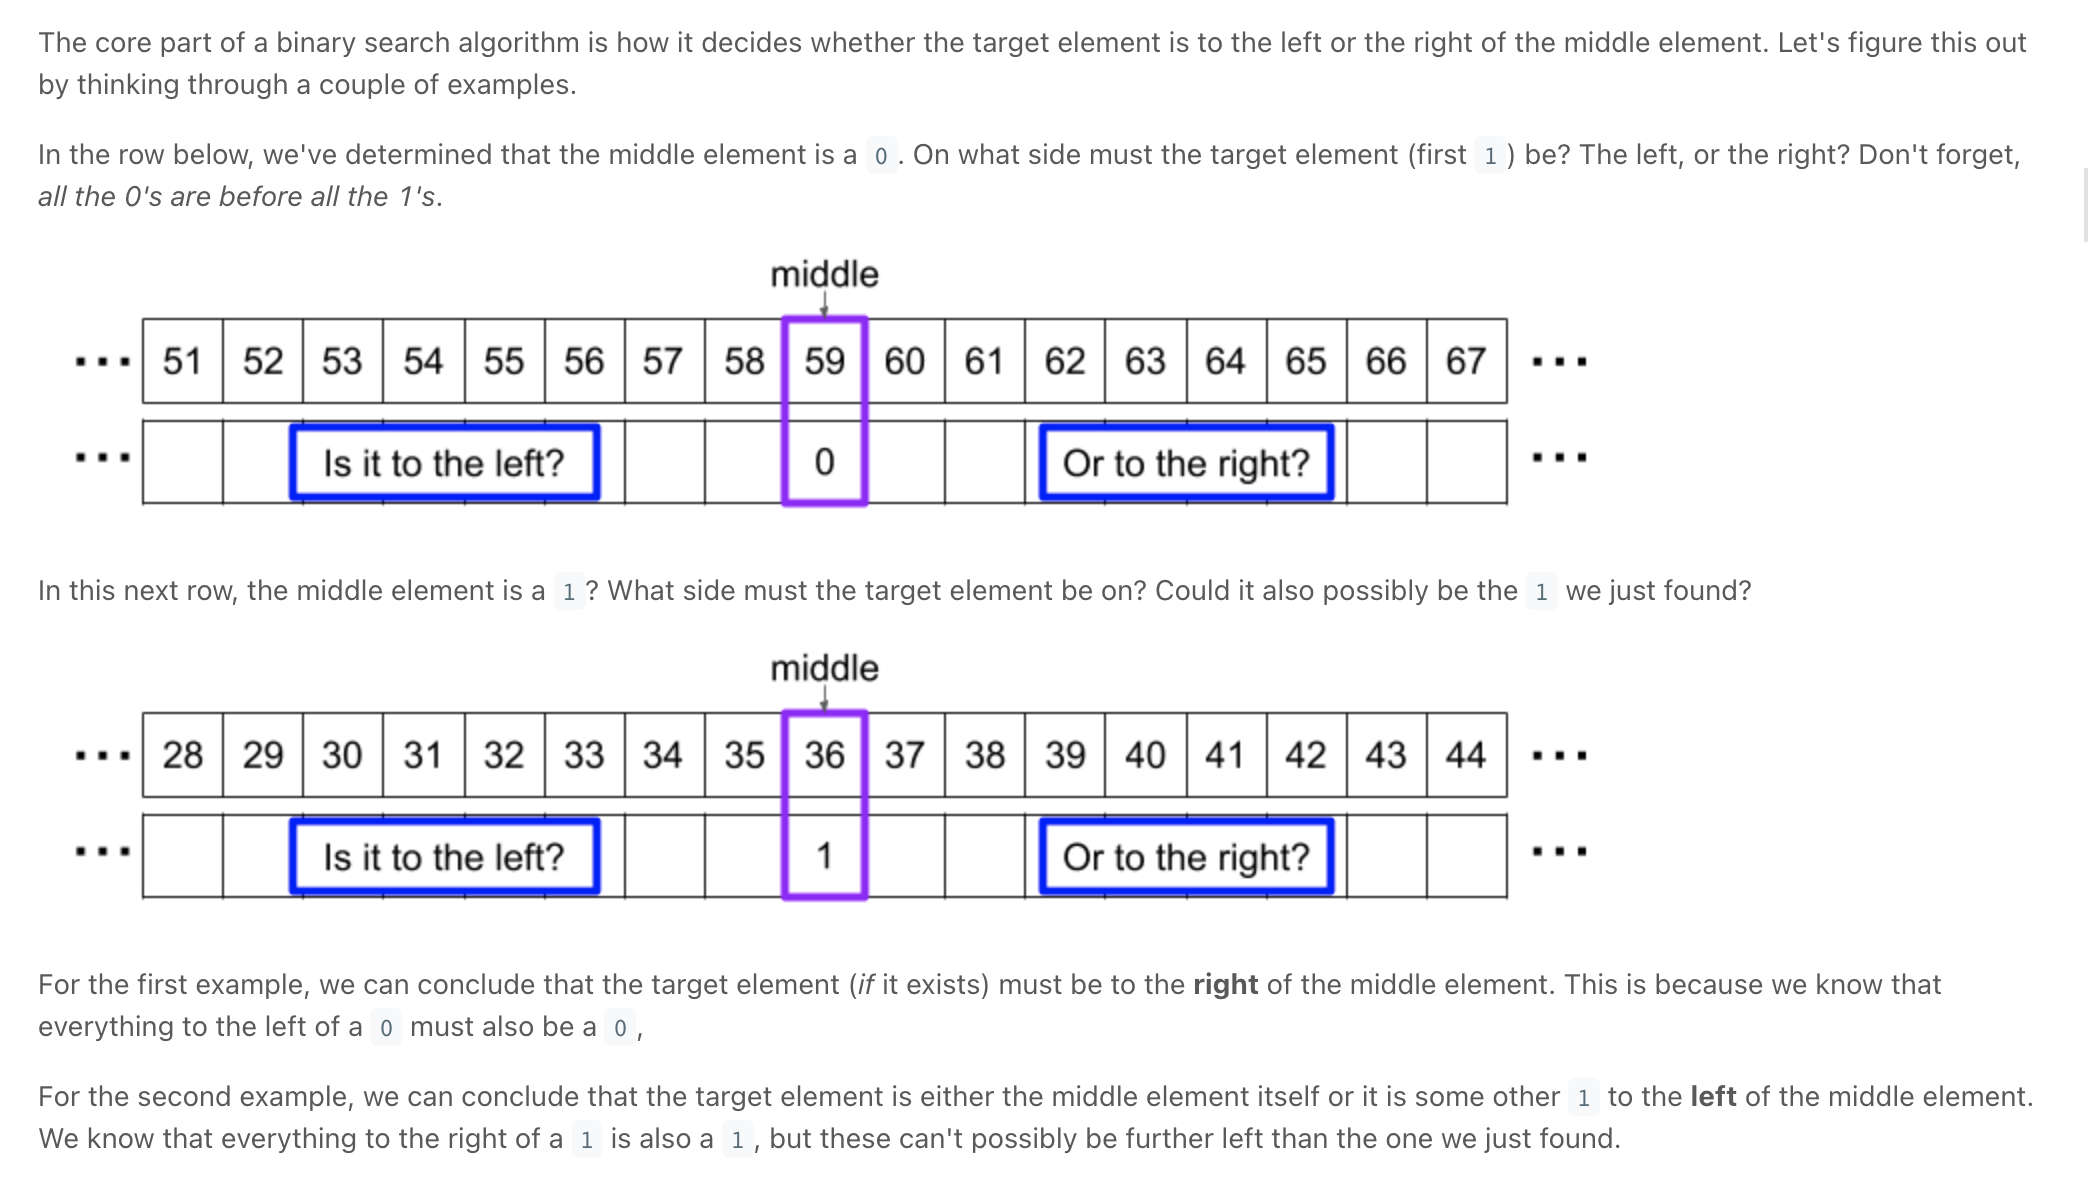 The core part of a binary search algorithm is how it decides whether the target element is to the left or the right of the middle element. Let's figure this out
by thinking through a couple of examples.
In the row below, we've determined that the middle element is a 0 . On what side must the target element (first 1 ) be? The left, or the right? Don't forget,
all the 0's are before all the 1's.
middle
... 51 52 53 54 55 56 57 58 59 60 61 62 63 64 65 66 67 ...
... Is it to the left? 0 Or to the right? ...
In this next row, the middle element is a 1 ? What side must the target element be on? Could it also possibly be the 1 we just found?
middle
... 28 29 30 31 32 33 34 35 36 37 38 39 40 41 42 43 44 ...
... Is it to the left? 1 Or to the right? ...
For the first example, we can conclude that the target element (if it exists) must be to the right of the middle element. This is because we know that
everything to the left of a 0 must also be a 0 ,
For the second example, we can conclude that the target element is either the middle element itself or it is some other 1 to the left of the middle element.
We know that everything to the right of a 1 is also a 1 , but these can't possibly be further left than the one we just found.